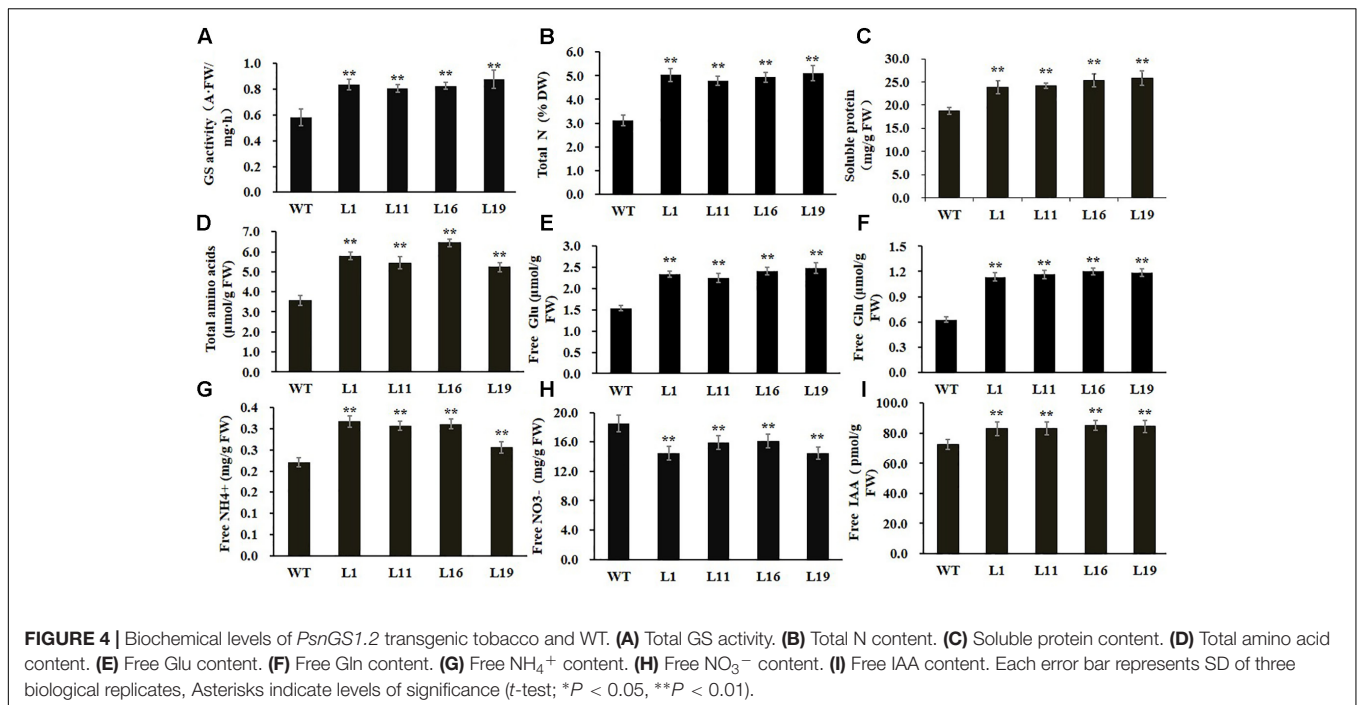 A
GS activity (A·FW/
mg·h)
1.0
0.8
0.6
0.4
0.2
0.0
** ** ** **
WT L1 L11 L16 L19
B
Total N (% DW)
6.0
5.0
4.0
3.0
2.0
1.0
0.0
** ** ** **
WT L1 L11 L16 L19
C
Soluble protein
(mg/g FW)
30.0
25.0
20.0
15.0
10.0
5.0
0.0
** ** ** **
WT L1 L11 L16 L19
D
Total amino acids
(μmol/g FW)
7.0
6.0
5.0
4.0
3.0
2.0
1.0
0.0
** ** ** **
WT L1 L11 L16 L19
E
Free Glu (μmol/g
FW)
3.0
2.5
2.0
1.5
1.0
0.5
0.0
** ** ** **
WT L1 L11 L16 L19
F
Free Gln (μmol/g
FW)
1.5
1.2
0.9
0.6
0.3
0.0
** ** ** **
WT L1 L11 L16 L19
G
Free NH4+ (mg/g FW)
0.4
0.3
0.3
0.2
0.2
0.1
0.1
0.0
** ** ** **
WT L1 L11 L16 L19
H
Free NO3- (mg/g FW)
20.0
16.0
12.0
8.0
4.0
0.0
** ** ** **
WT L1 L11 L16 L19
I
Free IAA ( pmol/g
FW)
100.0
80.0
60.0
40.0
20.0
0.0
** ** ** **
WT L1 L11 L16 L19
FIGURE 4 | Biochemical levels of PsnGS1.2 transgenic tobacco and WT. (A) Total GS activity. (B) Total N content. (C) Soluble protein content. (D) Total amino acid
content. (E) Free Glu content. (F) Free Gln content. (G) Free NH₄⁺ content. (H) Free NO₃⁻ content. (I) Free IAA content. Each error bar represents SD of three
biological replicates, Asterisks indicate levels of significance (t-test; *P < 0.05, **P < 0.01).